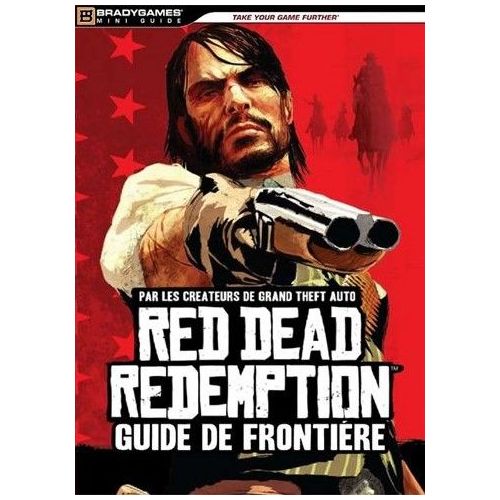 BRADYGAMES®
MINI GUIDE
TAKE YOUR GAME FURTHER®
PAR LES CREATEURS DE GRAND THEFT AUTO
RED DEAD
REDEMPTION™
GUIDE DE FRONTIÈRE